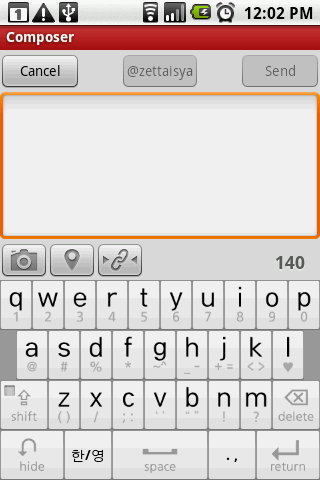 1 12:02 PM
Composer
Cancel @zettaisya Send
140
q w e r t y u i o p
1 2 3 4 5 6 7 8 9 0
a s d f g h j k l
@ # % * ~^ _ - + = < > ♥
z x c v b n m
shift ( ) / ; : ' ` " “ ! ? delete
hide 한/영 space ., return